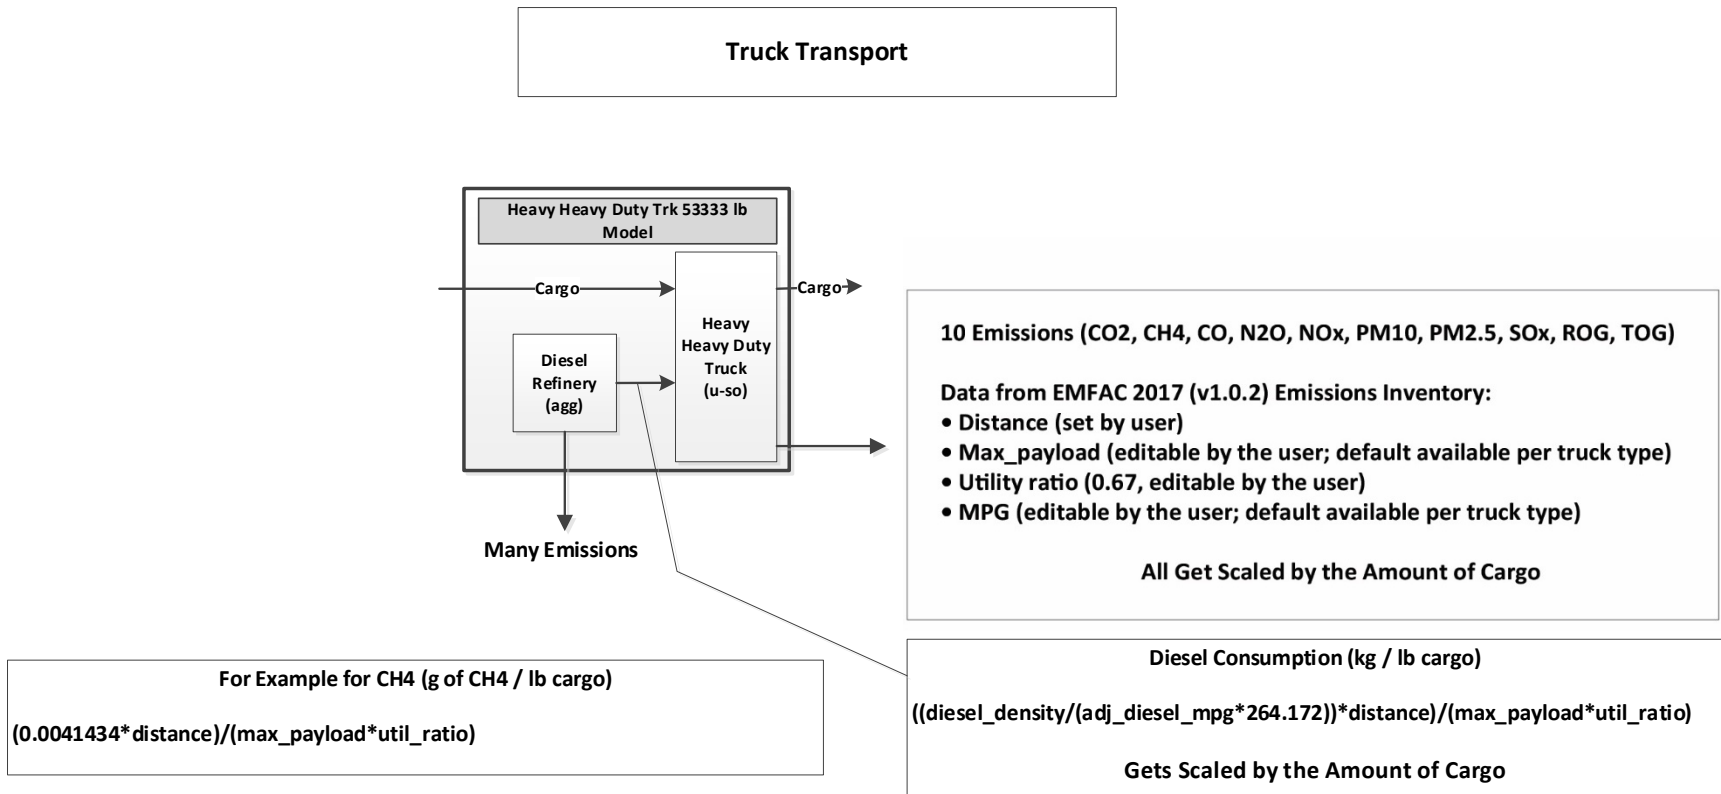 Truck Transport
Heavy Heavy Duty Trk 53333 lb
Model
Cargo
Cargo
Heavy
Heavy Duty
Truck
(u-so)
Diesel
Refinery
(agg)
Many Emissions
10 Emissions (CO2, CH4, CO, N2O, NOx, PM10, PM2.5, SOx, ROG, TOG)
Data from EMFAC 2017 (v1.0.2) Emissions Inventory:
• Distance (set by user)
• Max_payload (editable by the user; default available per truck type)
• Utility ratio (0.67, editable by the user)
• MPG (editable by the user; default available per truck type)
All Get Scaled by the Amount of Cargo
For Example for CH4 (g of CH4 / lb cargo)
(0.0041434*distance)/(max_payload*util_ratio)
Diesel Consumption (kg / lb cargo)
((diesel_density/(adj_diesel_mpg*264.172))*distance)/(max_payload*util_ratio)
Gets Scaled by the Amount of Cargo